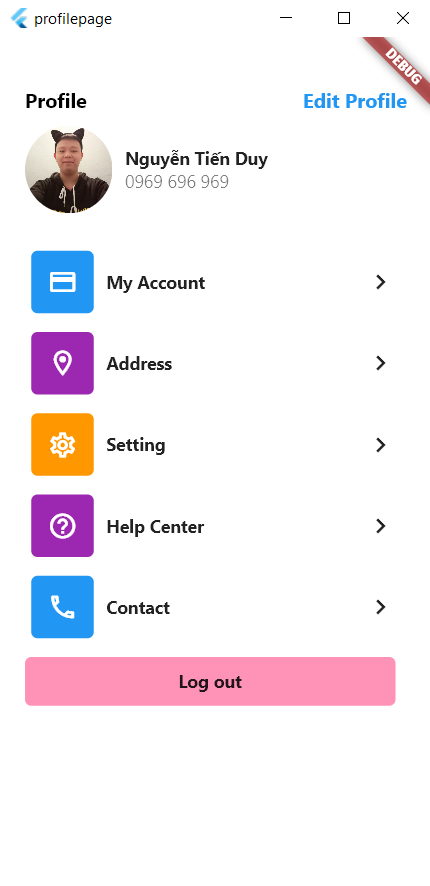 profilepage
DEBUG
Profile
Edit Profile
Nguyễn Tiến Duy
0969 696 969
My Account
Address
Setting
Help Center
Contact
Log out